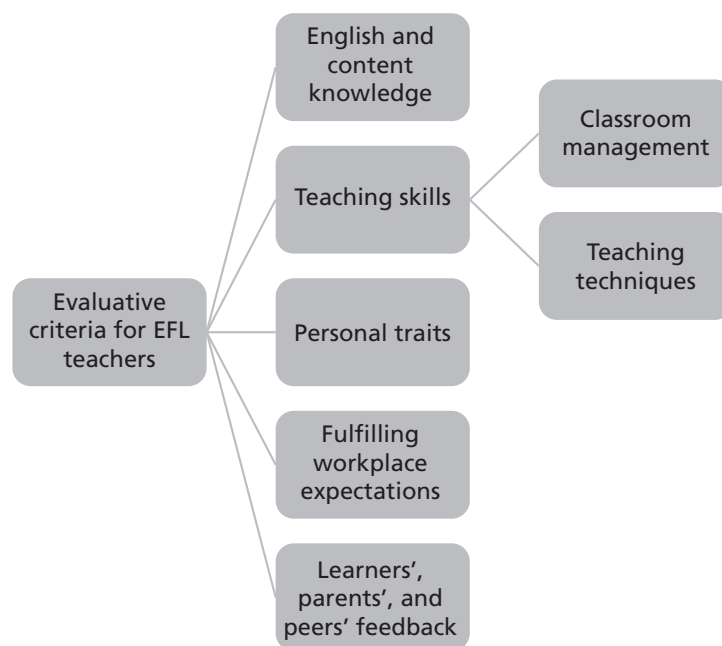 Evaluative
criteria for EFL
teachers
English and
content
knowledge
Teaching skills
Classroom
management
Teaching
techniques
Personal traits
Fulfilling
workplace
expectations
Learners’,
parents’, and
peers’ feedback